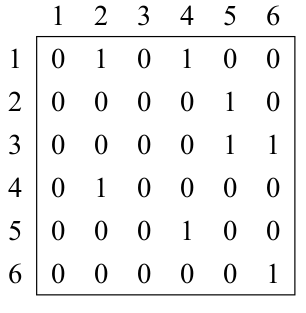 1 2 3 4 5 6
1 0 1 0 1 0 0
2 0 0 0 0 1 0
3 0 0 0 0 1 1
4 0 1 0 0 0 0
5 0 0 0 1 0 0
6 0 0 0 0 0 1